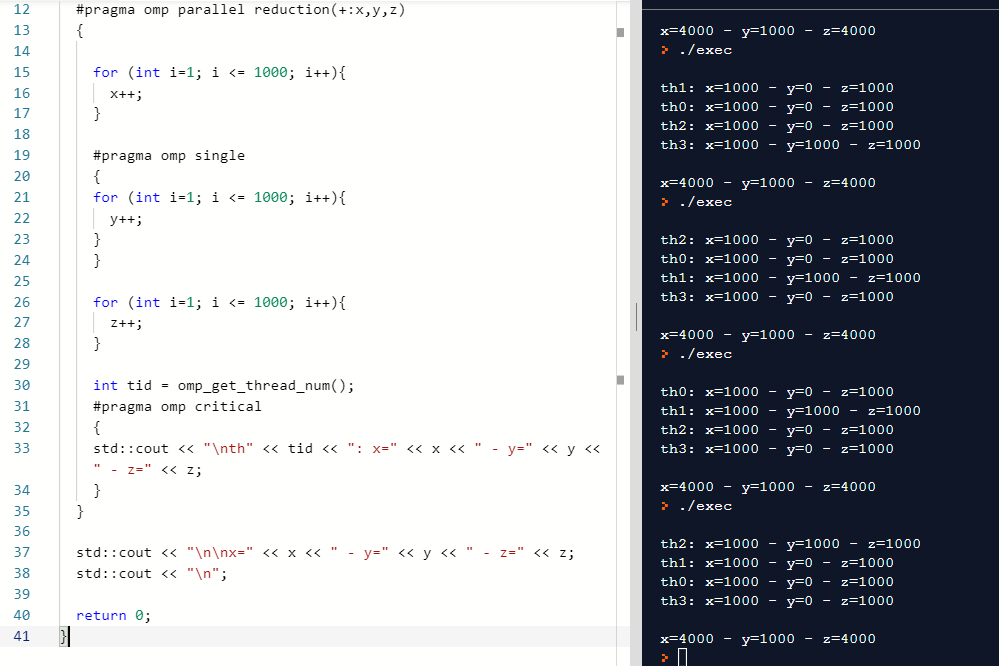 12 #pragma omp parallel reduction(+:x,y,z)
13 {
14
15 for (int i=1; i <= 1000; i++){
16 x++;
17 }
18
19 #pragma omp single
20 {
21 for (int i=1; i <= 1000; i++){
22 y++;
23 }
24 }
25
26 for (int i=1; i <= 1000; i++){
27 z++;
28 }
29
30 int tid = omp_get_thread_num();
31 #pragma omp critical
32 {
33 std::cout << "\nth" << tid << ": x=" << x << " - y=" << y <<
" - z=" << z;
34 }
35 }
36
37 std::cout << "\n\nx=" << x << " - y=" << y << " - z=" << z;
38 std::cout << "\n";
39
40 return 0;
41 }
x=4000 - y=1000 - z=4000
> ./exec
th1: x=1000 - y=0 - z=1000
th0: x=1000 - y=0 - z=1000
th2: x=1000 - y=0 - z=1000
th3: x=1000 - y=1000 - z=1000
x=4000 - y=1000 - z=4000
> ./exec
th2: x=1000 - y=0 - z=1000
th0: x=1000 - y=0 - z=1000
th1: x=1000 - y=1000 - z=1000
th3: x=1000 - y=0 - z=1000
x=4000 - y=1000 - z=4000
> ./exec
th0: x=1000 - y=0 - z=1000
th1: x=1000 - y=1000 - z=1000
th2: x=1000 - y=0 - z=1000
th3: x=1000 - y=0 - z=1000
x=4000 - y=1000 - z=4000
> ./exec
th2: x=1000 - y=1000 - z=1000
th1: x=1000 - y=0 - z=1000
th0: x=1000 - y=0 - z=1000
th3: x=1000 - y=0 - z=1000
x=4000 - y=1000 - z=4000
>